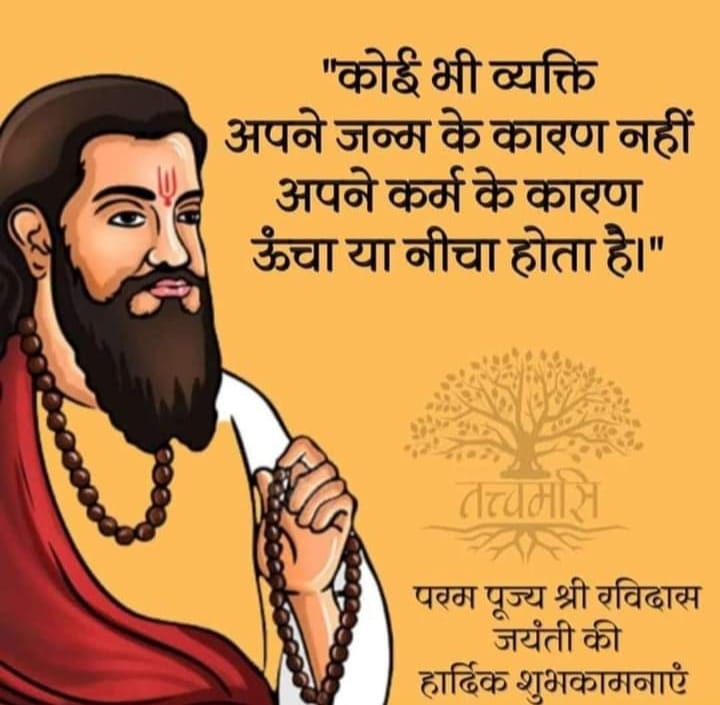 "कोई भी व्यक्ति
अपने जन्म के कारण नहीं
अपने कर्म के कारण
ऊंचा या नीचा होता है।"
तत्त्वमसि
परम पूज्य श्री रविदास
जयंती की
हार्दिक शुभकामनाएं